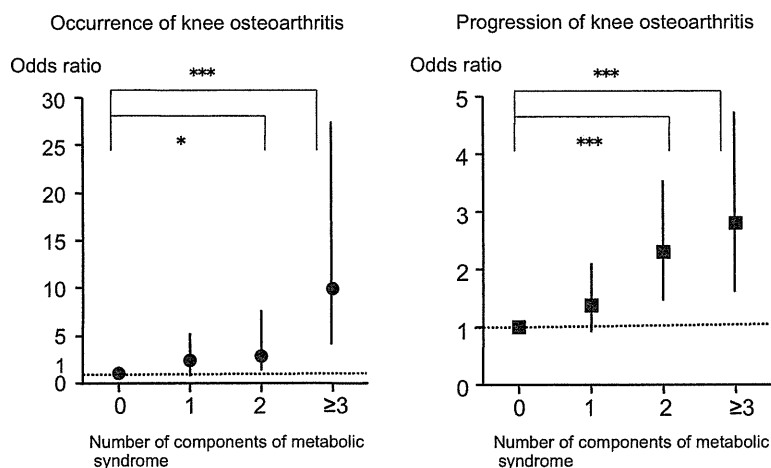 Occurrence of knee osteoarthritis
Odds ratio
***
*
30
25
20
15
10
5
1
0
0 1 2 ≥3
Number of components of metabolic
syndrome
Progression of knee osteoarthritis
Odds ratio
***
***
5
4
3
2
1
0
0 1 2 ≥3
Number of components of metabolic
syndrome